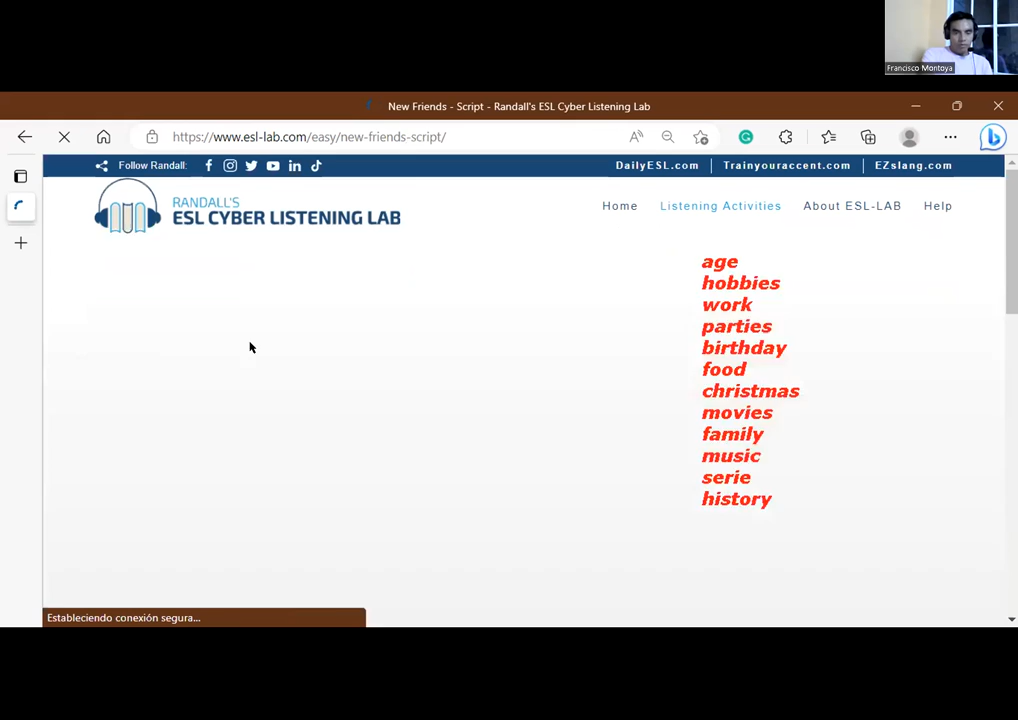 Francisco Montoya
New Friends - Script - Randall's ESL Cyber Listening Lab
https://www.esl-lab.com/easy/new-friends-script/
Follow Randall:
DailyESL.com
Trainyouraccent.com
EZslang.com
RANDALL'S
ESL CYBER LISTENING LAB
Home
Listening Activities
About ESL-LAB
Help
age
hobbies
work
parties
birthday
food
christmas
movies
family
music
serie
history
Estableciendo conexión segura...